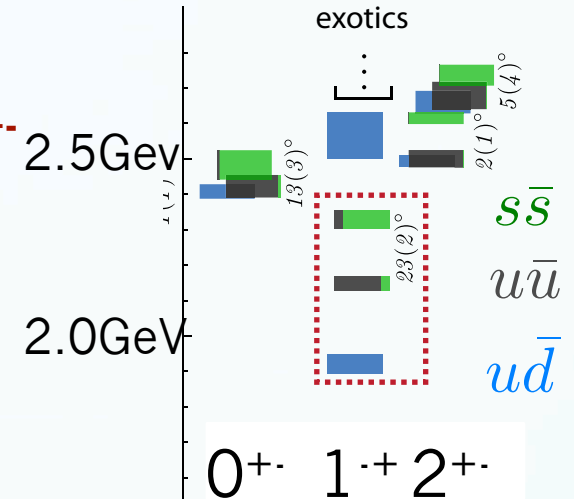 exotics
5(4)°
2(1)°
2.5Gev
13(3)°
ss̄
23(2)°
uū
2.0GeV
ud̄
0⁺⁻ 1⁻⁺ 2⁺⁻